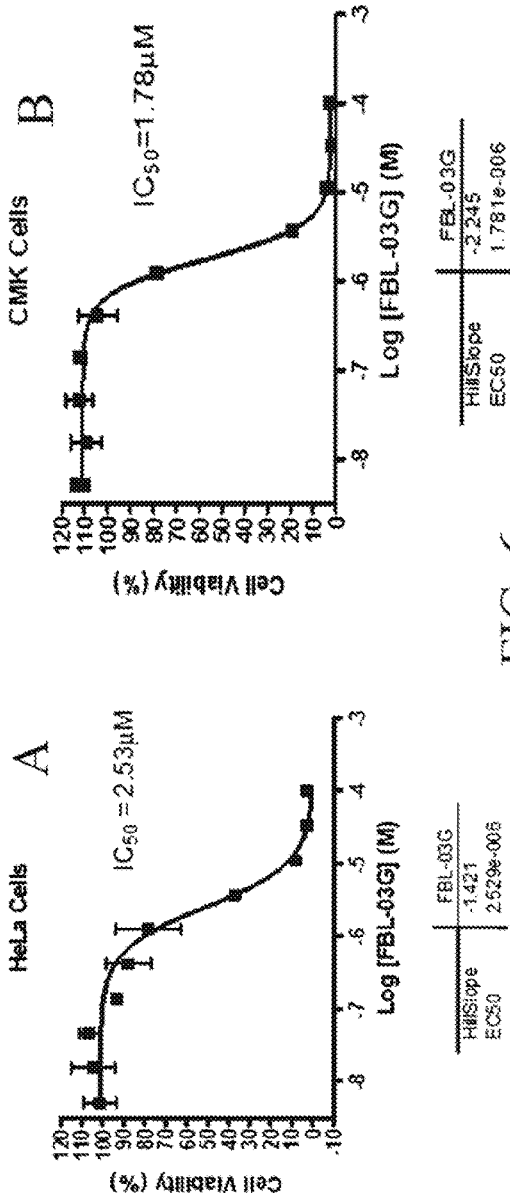 A
HeLa Cells
IC50 =2.53μM
Cell Viability (%)
120
110
100
90
80
70
60
50
40
30
20
10
0
-10
-8
-7
-6
-5
-4
-3
Log [FBL-03G] (M)
FBL-03G
HillSlope -1.421
EC50 2.529e-006
B
CMK Cells
IC50=1.78μM
Cell Viability (%)
120
110
100
90
80
70
60
50
40
30
20
10
0
-8
-7
-6
-5
-4
-3
Log [FBL-03G] (M)
FBL-03G
HillSlope -2.245
EC50 1.781e-006